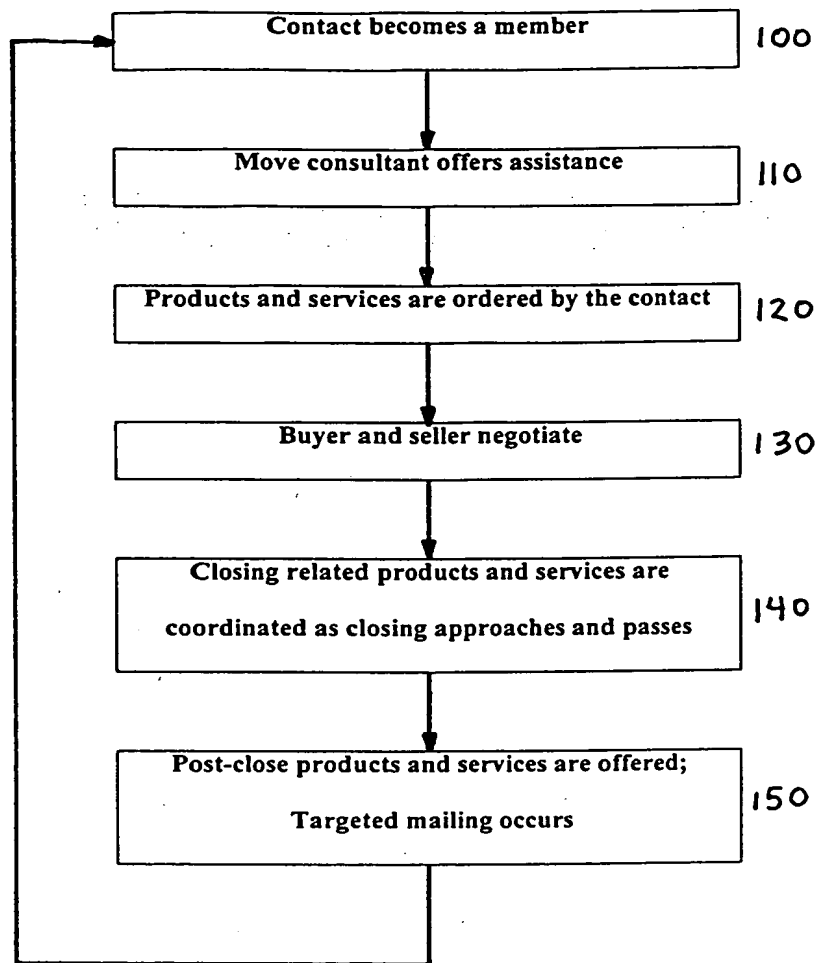 Contact becomes a member
100
Move consultant offers assistance
110
Products and services are ordered by the contact
120
Buyer and seller negotiate
130
Closing related products and services are
coordinated as closing approaches and passes
140
Post-close products and services are offered;
Targeted mailing occurs
150